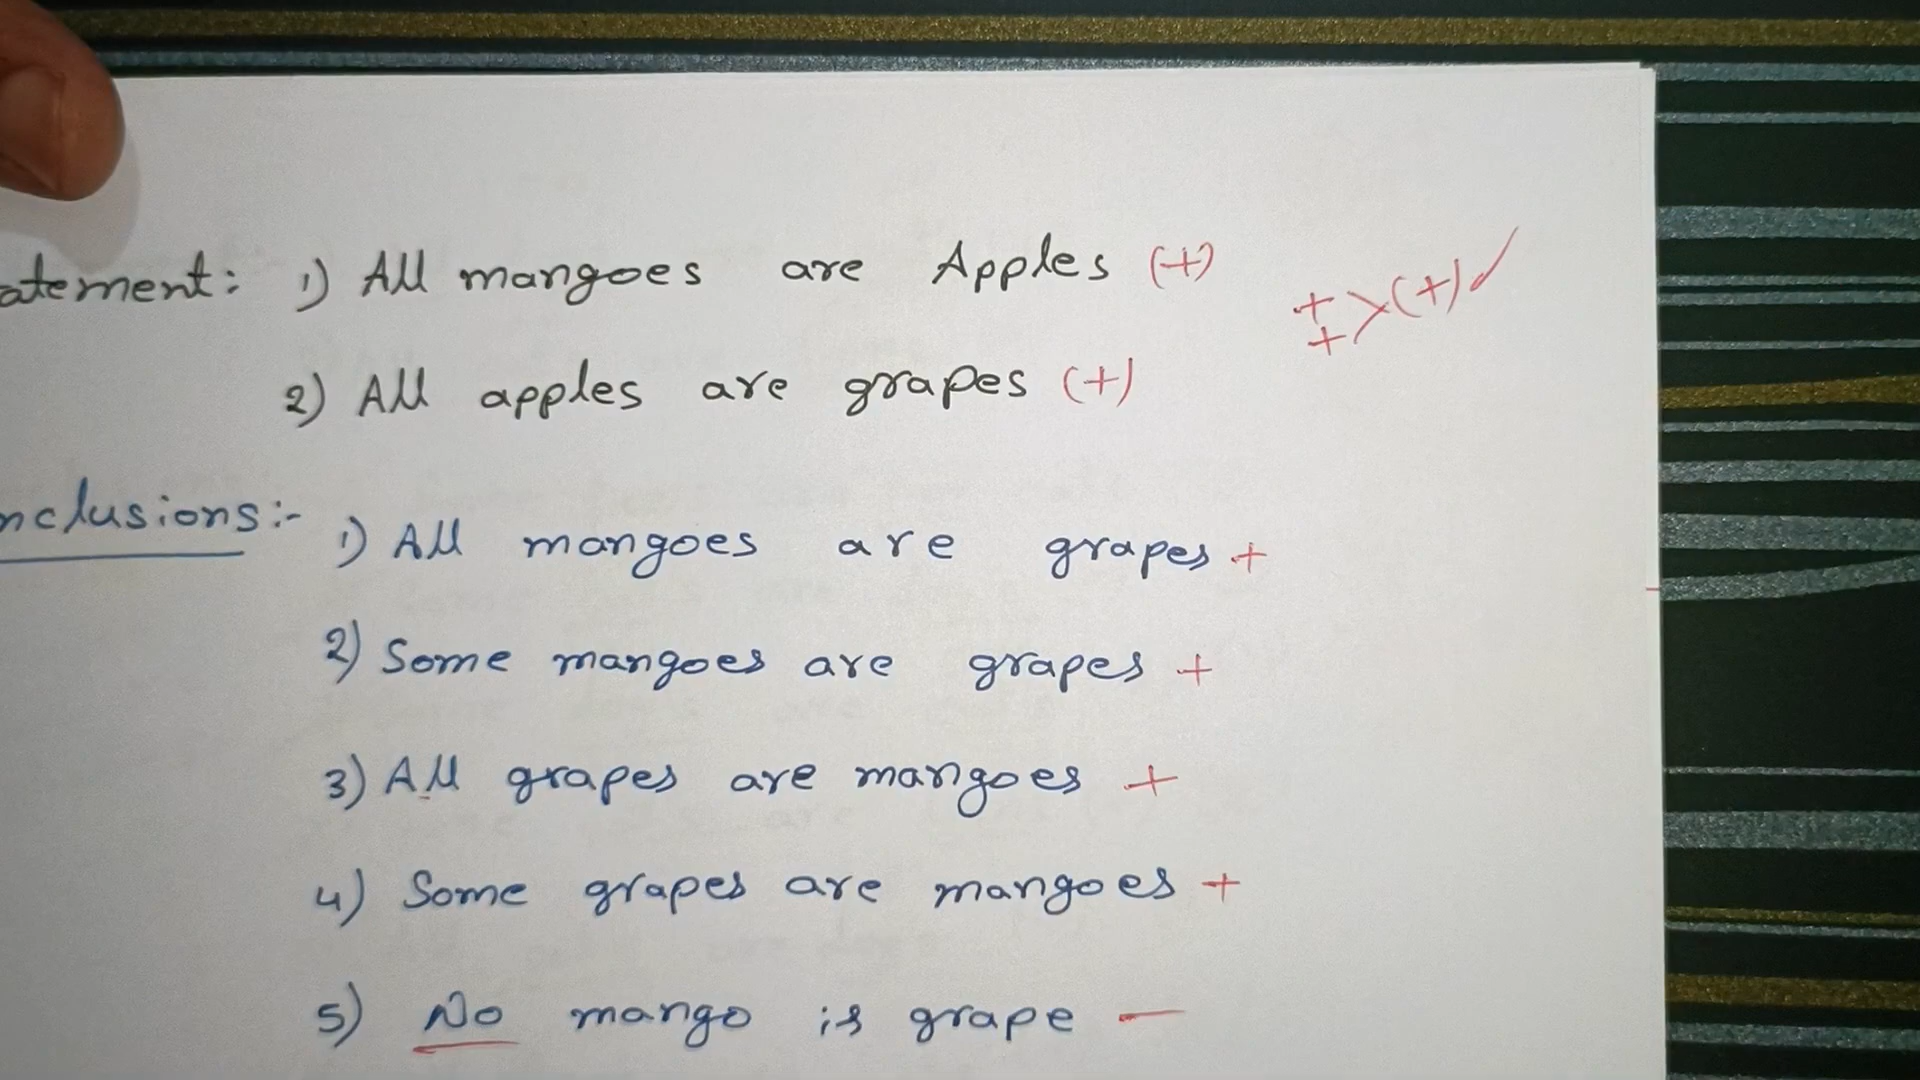 atement: 1) All mangoes are Apples (+)
+
+ > (+) ✓
2) All apples are grapes (+)
nclusions:- 1) All mangoes are grapes +
2) Some mangoes are grapes +
3) All grapes are mangoes +
4) Some grapes are mangoes +
5) No mango is grape –